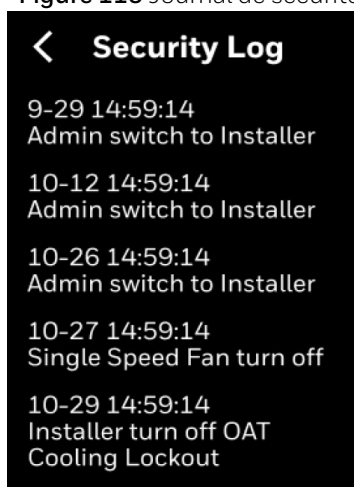 Security Log
9-29 14:59:14
Admin switch to Installer
10-12 14:59:14
Admin switch to Installer
10-26 14:59:14
Admin switch to Installer
10-27 14:59:14
Single Speed Fan turn off
10-29 14:59:14
Installer turn off OAT
Cooling Lockout